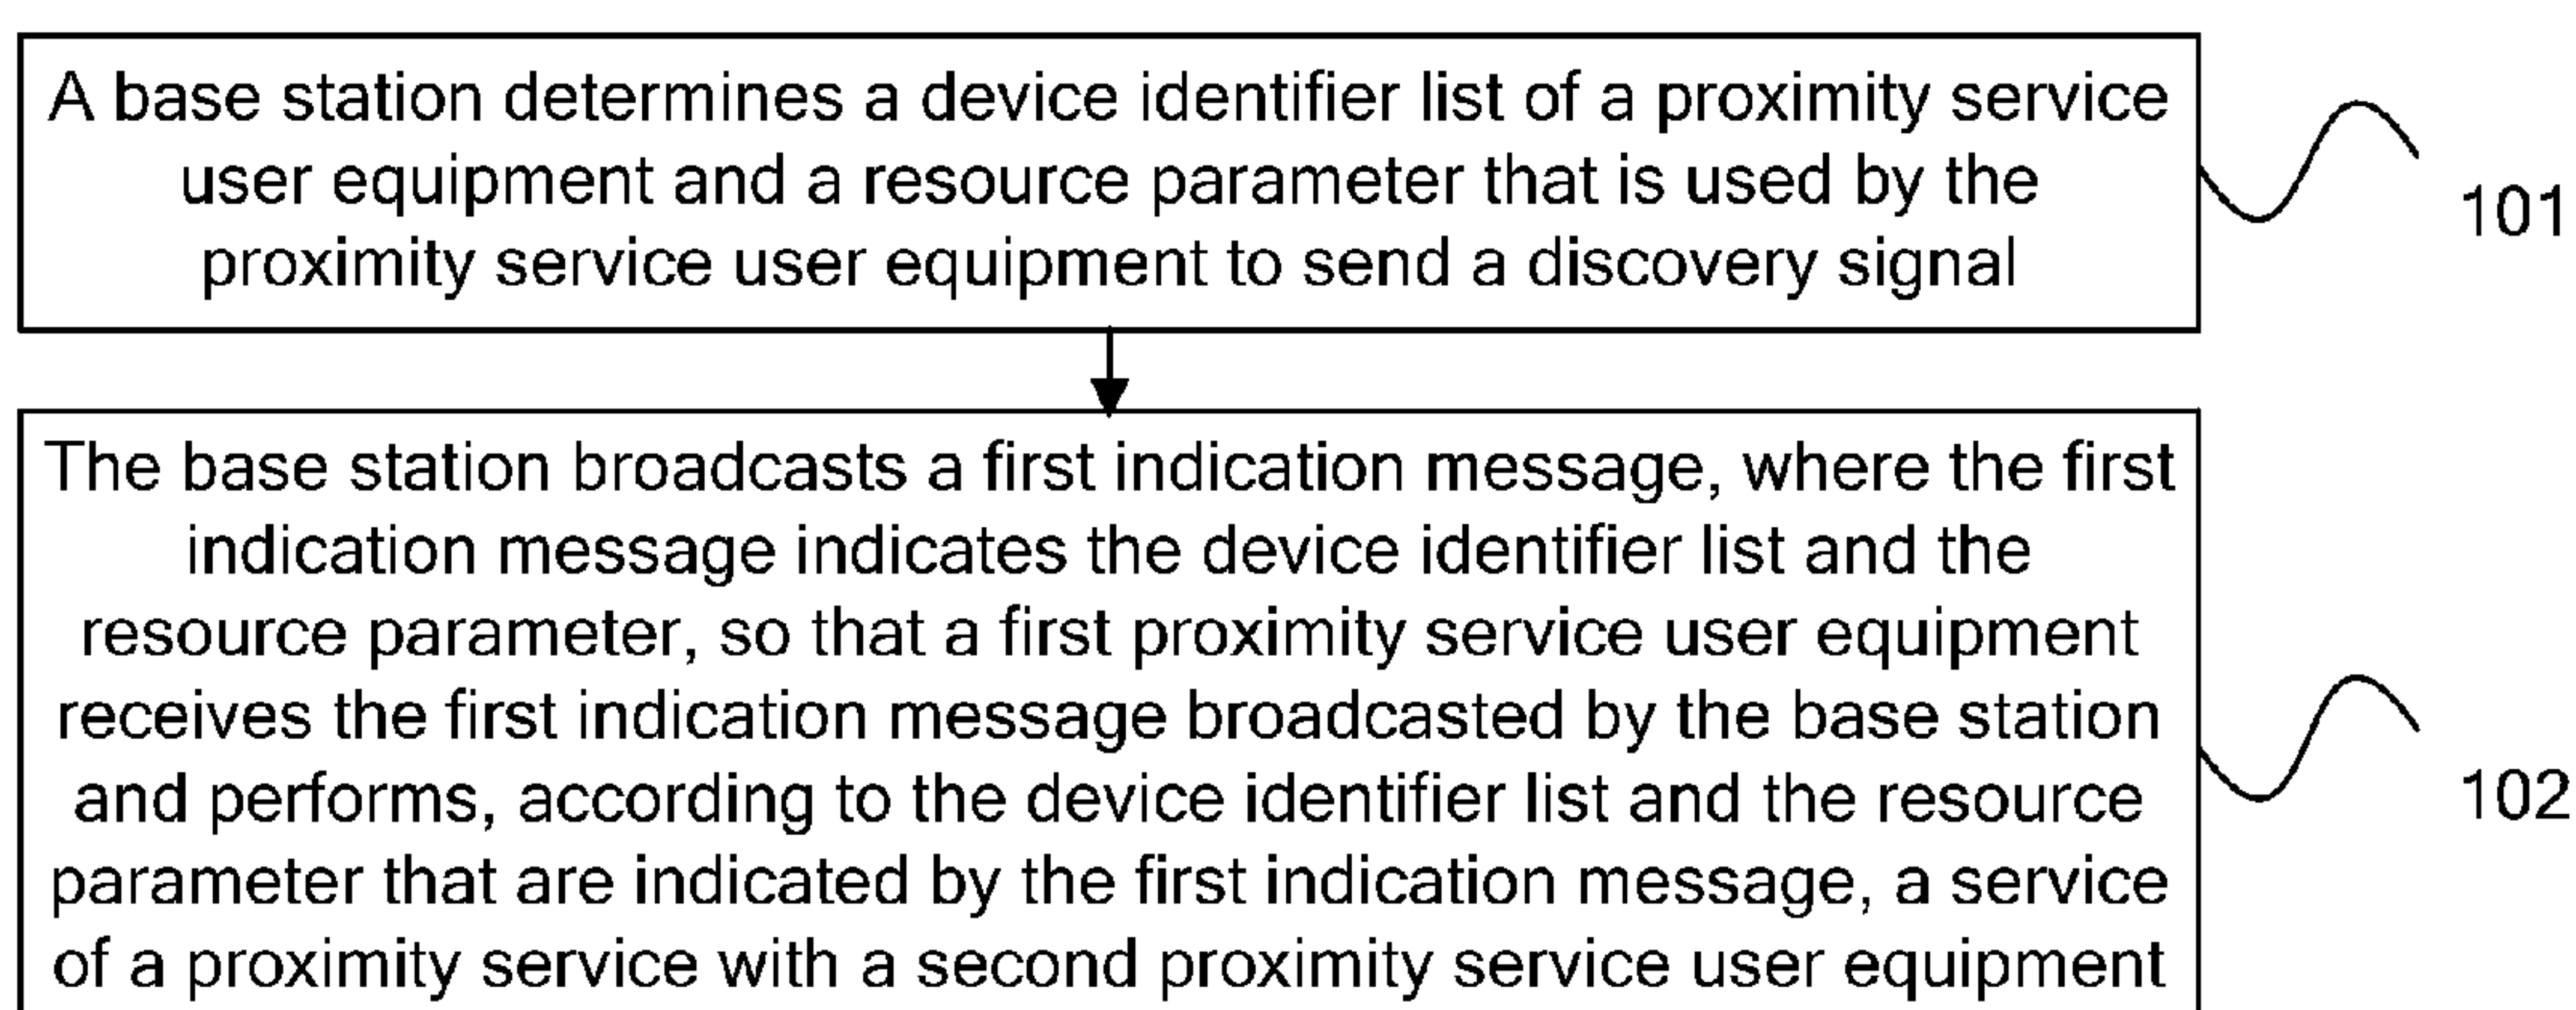 A base station determines a device identifier list of a proximity service
user equipment and a resource parameter that is used by the
proximity service user equipment to send a discovery signal
101
The base station broadcasts a first indication message, where the first
indication message indicates the device identifier list and the
resource parameter, so that a first proximity service user equipment
receives the first indication message broadcasted by the base station
and performs, according to the device identifier list and the resource
parameter that are indicated by the first indication message, a service
of a proximity service with a second proximity service user equipment
102